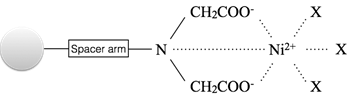 CH₂COO⁻ X
Spacer arm N Ni²⁺ X
CH₂COO⁻ X